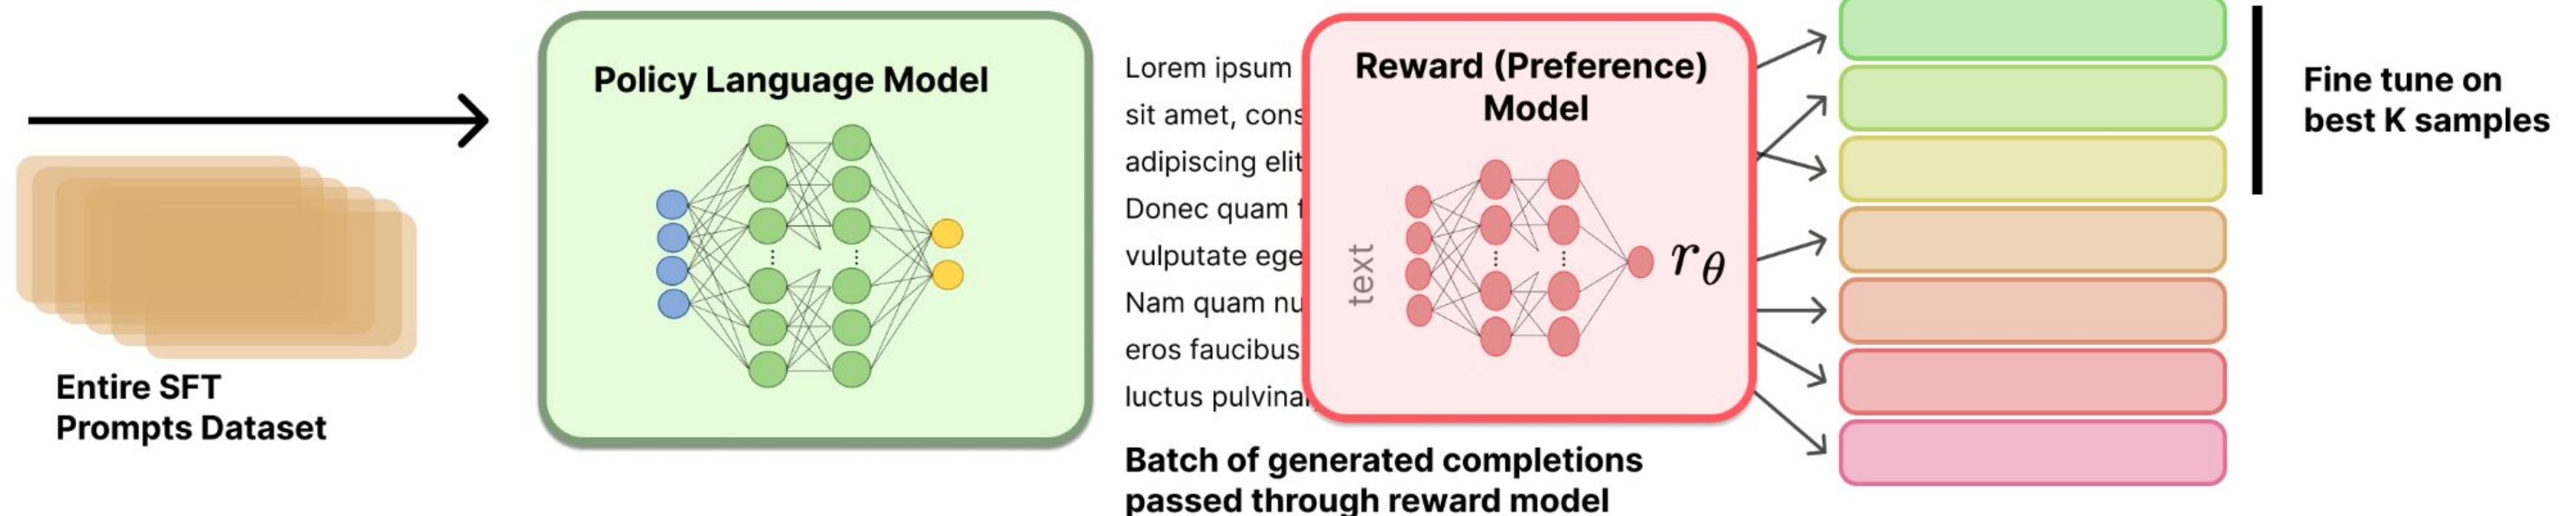 Entire SFT
Prompts Dataset
Policy Language Model
Lorem ipsum
sit amet, cons
adipiscing elit
Donec quam
vulputate ege
Nam quam nu
eros faucibus
luctus pulvinar
Batch of generated completions
passed through reward model
Reward (Preference)
Model
text
r_θ
Fine tune on
best K samples